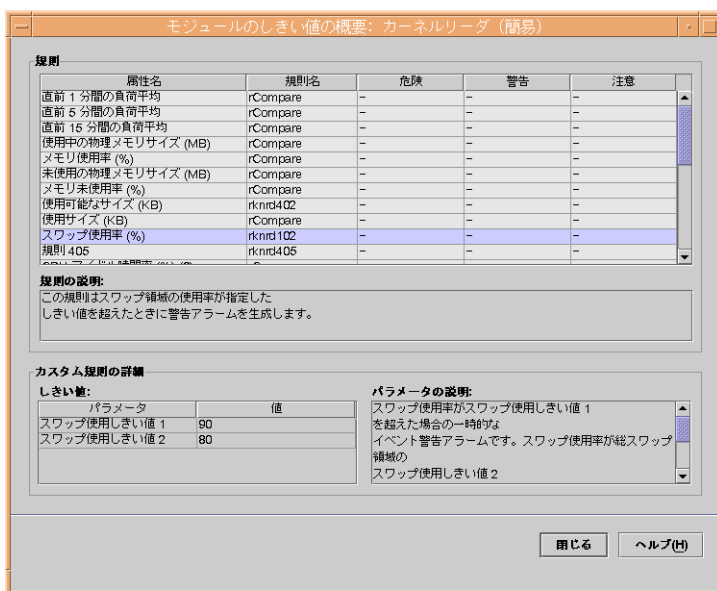 モジュールのしきい値の概要: カーネルリーダ（簡易）
規則
属性名 規則名 危険 警告 注意
直前 1 分間の負荷平均 rCompare – – –
直前 5 分間の負荷平均 rCompare – – –
直前 15 分間の負荷平均 rCompare – – –
使用中の物理メモリサイズ (MB) rCompare – – –
メモリ使用率 (%) rCompare – – –
未使用の物理メモリサイズ (MB) rCompare – – –
メモリ未使用率 (%) rCompare – – –
使用可能なサイズ (KB) rknrd402 – – –
使用サイズ (KB) rCompare – – –
スワップ使用率 (%) rknrd102 – – –
規則 405 rknrd405 – – –
規則の説明:
この規則はスワップ領域の使用率が指定した
しきい値を超えたときに警告アラームを生成します。
カスタム規則の詳細
しきい値:
パラメータ 値
スワップ使用しきい値 1 90
スワップ使用しきい値 2 80
パラメータの説明:
スワップ使用率がスワップ使用しきい値 1
を超えた場合の一時的な
イベント警告アラームです。スワップ使用率が総スワップ
領域の
スワップ使用しきい値 2
閉じる ヘルプ(H)